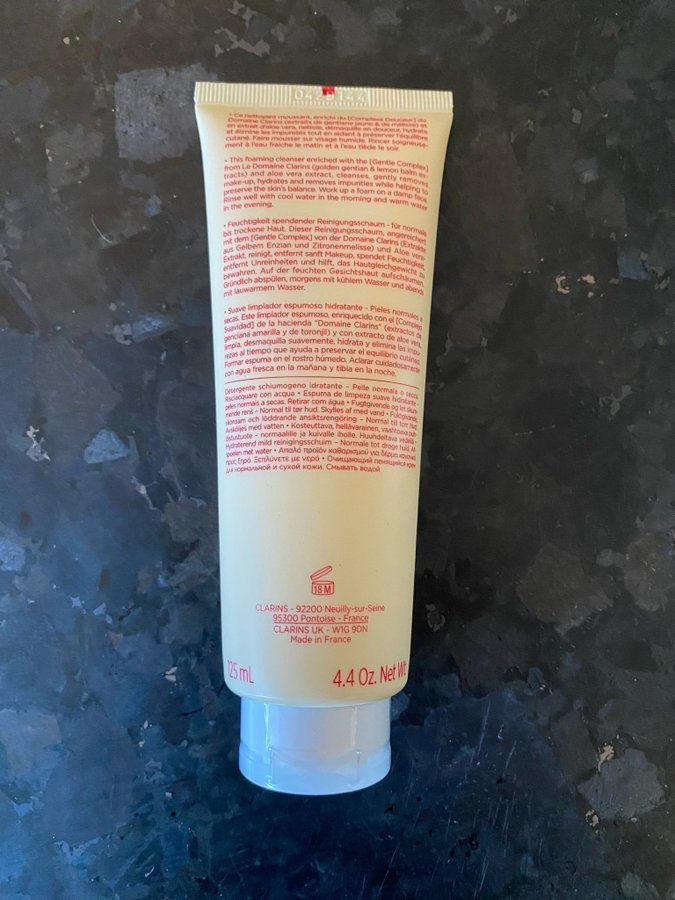 • Ce nettoyant moussant, enrichi du [Complexe Douceur] du
Domaine Clarins (extraits de gentiane jaune & de mélisse) et
en extrait d'aloe vera, nettoie, démaquille en douceur, hydrate
et élimine les impuretés tout en aidant à préserver l'équilibre
cutané. Faire mousser sur visage humide. Rincer soigneuse-
ment à l'eau fraîche le matin et à l'eau tiède le soir.
• This foaming cleanser enriched with the [Gentle Complex]
from Le Domaine Clarins (golden gentian & lemon balm ex-
tracts) and aloe vera extract, cleanses, gently removes
make-up, hydrates and removes impurities while helping to
preserve the skin's balance. Work up a foam on a damp face.
Rinse well with cool water in the morning and warm water
in the evening.
• Feuchtigkeit spendender Reinigungsschaum - für normale
bis trockene Haut. Dieser Reinigungsschaum, angereichert
mit dem [Gentle Complex] von der Domaine Clarins (Extrakte
aus Gelbem Enzian und Zitronenmelisse) und Aloe vera-
Extrakt, reinigt, entfernt sanft Makeup, spendet Feuchtigkeit,
entfernt Unreinheiten und hilft, das Hautgleichgewicht zu
bewahren. Auf der feuchten Gesichtshaut aufschäumen.
Gründlich abspülen, morgens mit kühlem Wasser und abends
mit lauwarmem Wasser.
• Suave limpiador espumoso hidratante - Pieles normales o
secas. Este limpiador espumoso, enriquecido con el [Complejo
Suavidad] de la hacienda "Domaine Clarins" (extractos de
genciana amarilla y de toronjil) y con extracto de aloe vera,
limpia, desmaquilla suavemente, hidrata y elimina las impu-
rezas al tiempo que ayuda a preservar el equilibrio cutáneo.
Formar espuma en el rostro húmedo. Aclarar cuidadosamente
con agua fresca en la mañana y tibia en la noche.
Detergente schiumogeno idratante - Pelle normale o secca.
Risciacquare con acqua • Espuma de limpeza suave hidratante -
peles normais a secas. Retirar com água • Fugtgivende og let skum-
mende rens - Normal til tør hud. Skylles af med vand • Fuktgivande,
skonsam och löddrande ansiktsrengöring - Normal till torr hud.
Avsköljes med vatten • Kosteuttava, hellävarainen, vaahtoava puh-
distustuote - normaalille ja kuivalle iholle. Huuhdeltava vedellä •
Hydraterend mild reinigingsschuim - Normale tot droge huid. Af-
spoelen met water • Απαλό προϊόν καθαρισμού για δέρμα κανονικό
προς ξηρό. Ξεπλύνετε με νερό • Очищающий пенящийся крем
для нормальной и сухой кожи. Смывать водой
18 M
CLARINS - 92200 Neuilly-sur-Seine
95300 Pontoise - France
CLARINS UK - W1G 9DN
Made in France
125 mL 4.4 Oz. Net Wt.